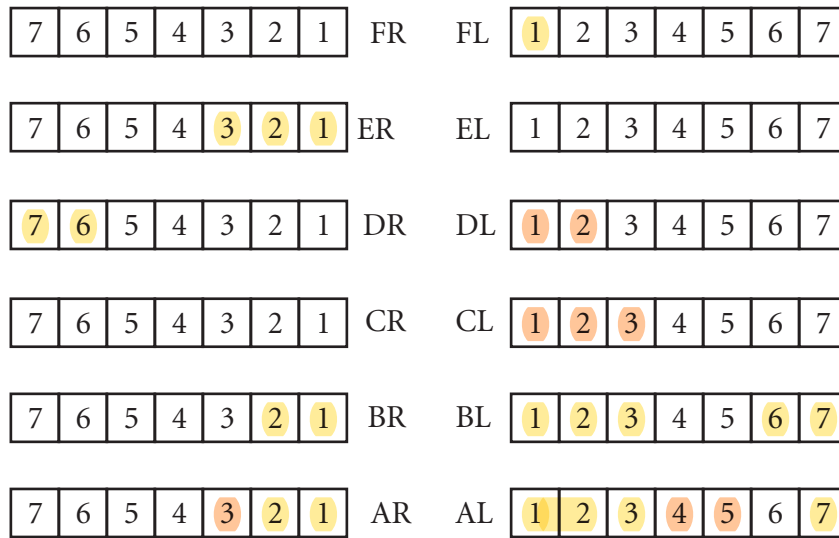 7 6 5 4 3 2 1 FR FL 1 2 3 4 5 6 7
7 6 5 4 3 2 1 ER EL 1 2 3 4 5 6 7
7 6 5 4 3 2 1 DR DL 1 2 3 4 5 6 7
7 6 5 4 3 2 1 CR CL 1 2 3 4 5 6 7
7 6 5 4 3 2 1 BR BL 1 2 3 4 5 6 7
7 6 5 4 3 2 1 AR AL 1 2 3 4 5 6 7